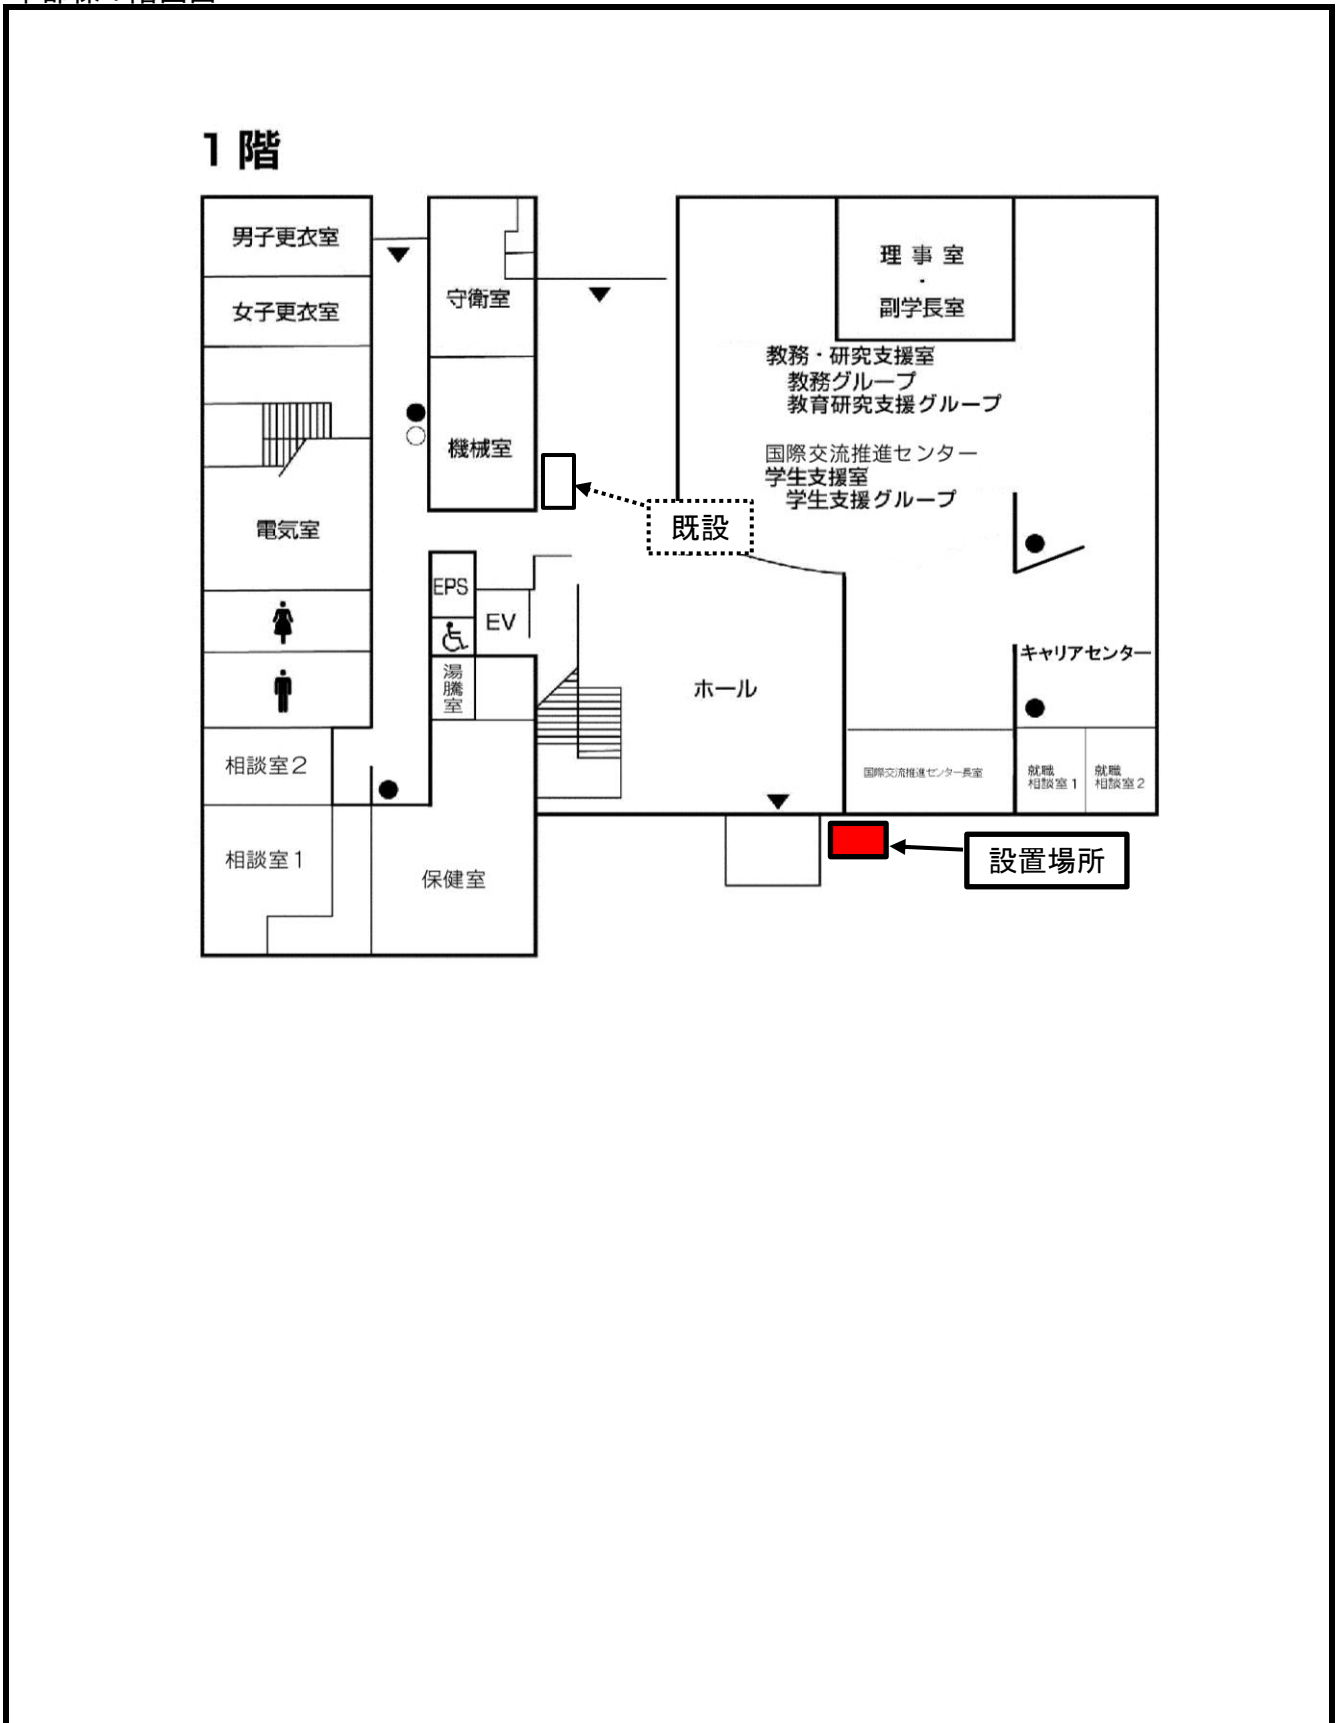 1階
男子更衣室
女子更衣室
守衛室
理事室
・
副学長室
教務・研究支援室
教務グループ
教育研究支援グループ
国際交流推進センター
学生支援室
学生支援グループ
機械室
既設
電気室
EPS
EV
湯
騰
室
ホール
キャリアセンター
相談室2
国際交流推進センター長室
就職
相談室1
就職
相談室2
相談室1
保健室
設置場所